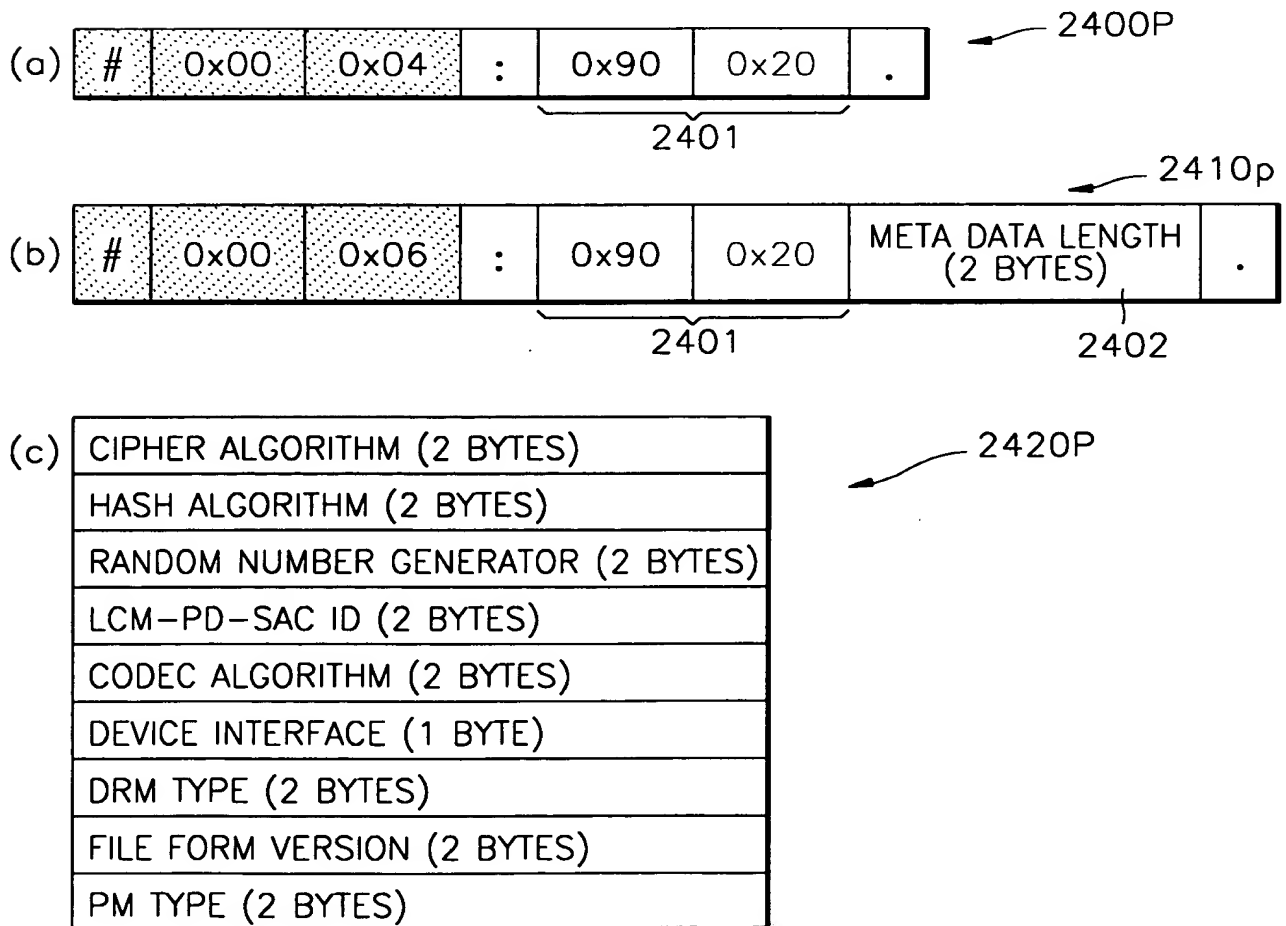 2400P
(a) # 0x00 0x04 : 0x90 0x20 .
2401
2410p
(b) # 0x00 0x06 : 0x90 0x20 META DATA LENGTH (2 BYTES) .
2401 2402
(c) CIPHER ALGORITHM (2 BYTES)
2420P
HASH ALGORITHM (2 BYTES)
RANDOM NUMBER GENERATOR (2 BYTES)
LCM-PD-SAC ID (2 BYTES)
CODEC ALGORITHM (2 BYTES)
DEVICE INTERFACE (1 BYTE)
DRM TYPE (2 BYTES)
FILE FORM VERSION (2 BYTES)
PM TYPE (2 BYTES)